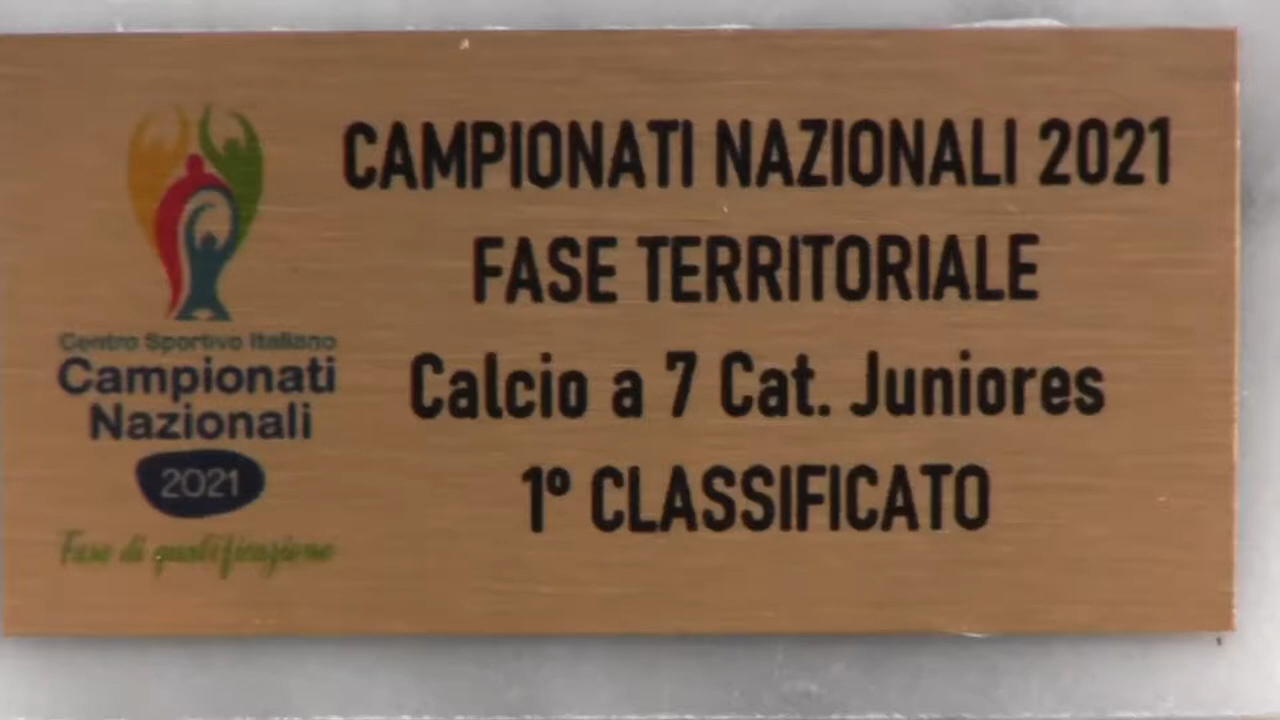 CAMPIONATI NAZIONALI 2021
FASE TERRITORIALE
Calcio a 7 Cat. Juniores
1° CLASSIFICATO
Centro Sportivo Italiano
Campionati
Nazionali
2021
Fase di qualificazione